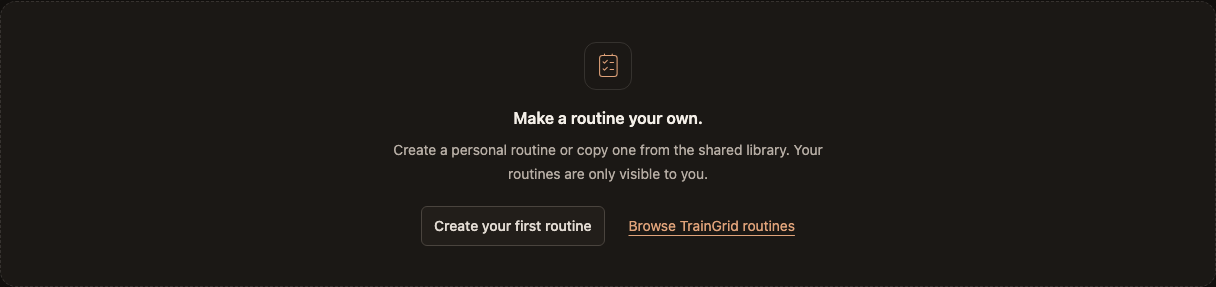 Make a routine your own.
Create a personal routine or copy one from the shared library. Your
routines are only visible to you.
Create your first routine
Browse TrainGrid routines